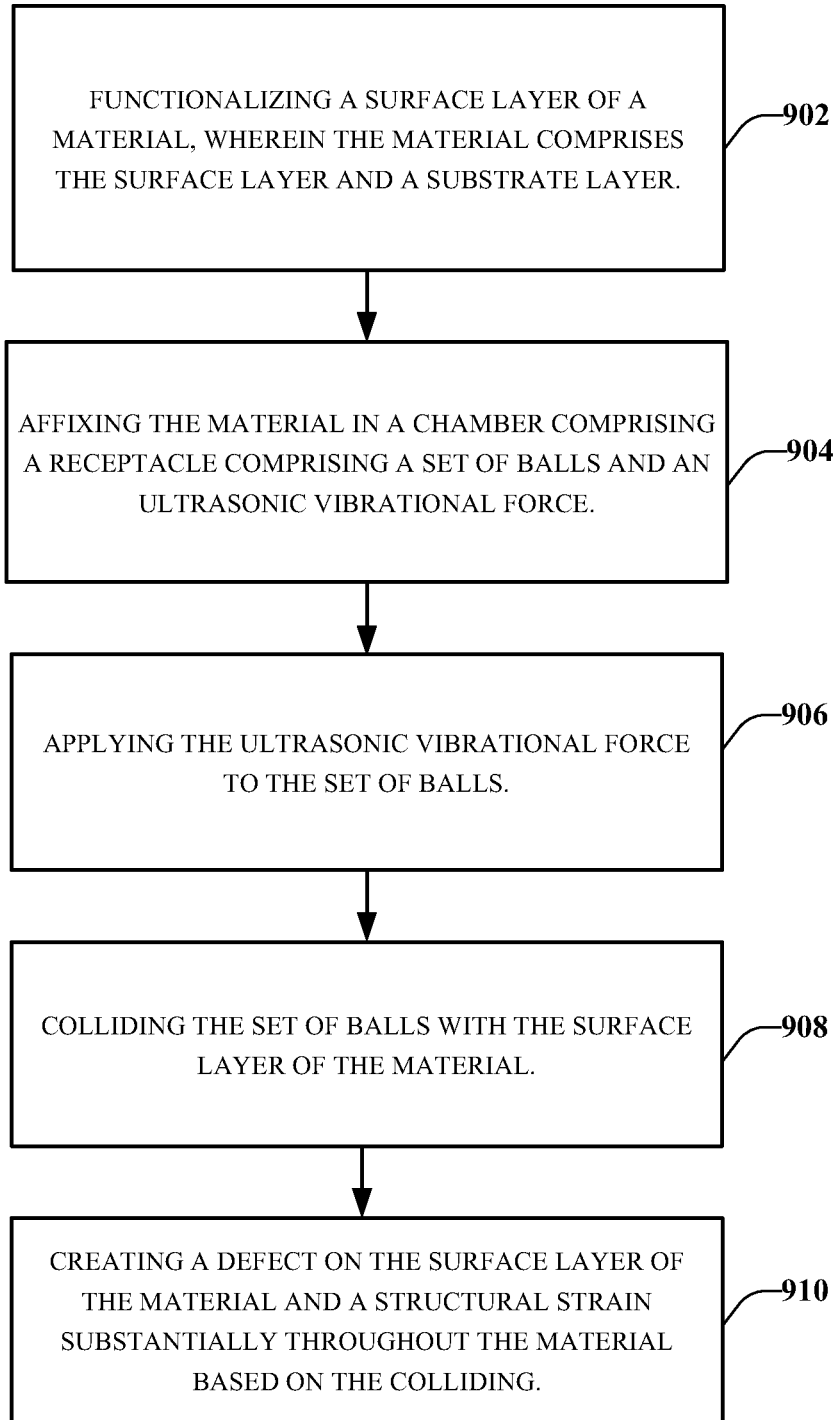 FUNCTIONALIZING A SURFACE LAYER OF A
MATERIAL, WHEREIN THE MATERIAL COMPRISES
THE SURFACE LAYER AND A SUBSTRATE LAYER.
902
AFFIXING THE MATERIAL IN A CHAMBER COMPRISING
A RECEPTACLE COMPRISING A SET OF BALLS AND AN
ULTRASONIC VIBRATIONAL FORCE.
904
APPLYING THE ULTRASONIC VIBRATIONAL FORCE
TO THE SET OF BALLS.
906
COLLIDING THE SET OF BALLS WITH THE SURFACE
LAYER OF THE MATERIAL.
908
CREATING A DEFECT ON THE SURFACE LAYER OF
THE MATERIAL AND A STRUCTURAL STRAIN
SUBSTANTIALLY THROUGHOUT THE MATERIAL
BASED ON THE COLLIDING.
910